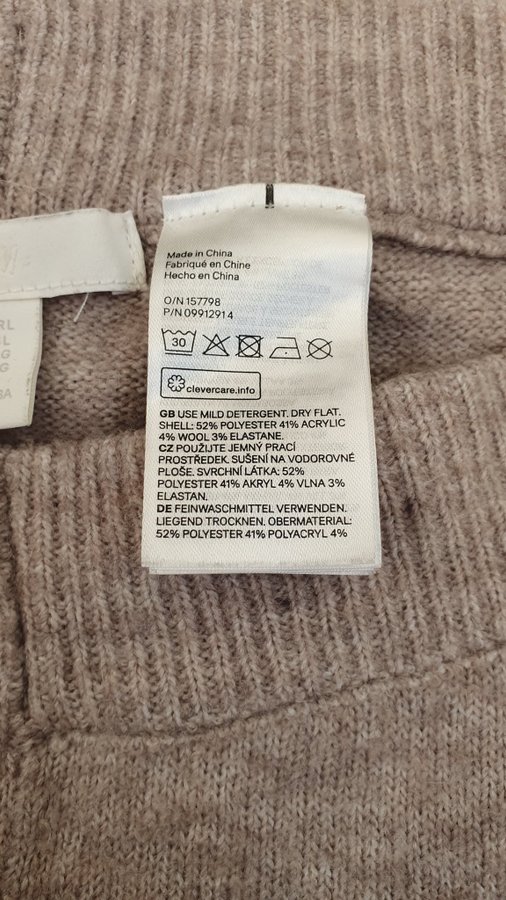 Made in China
Fabriqué en Chine
Hecho en China
O/N 157798
P/N 09912914
30
clevercare.info
GB USE MILD DETERGENT. DRY FLAT.
SHELL: 52% POLYESTER 41% ACRYLIC
4% WOOL 3% ELASTANE.
CZ POUŽIJTE JEMNÝ PRACÍ
PROSTŘEDEK. SUŠENÍ NA VODOROVNÉ
PLOŠE. SVRCHNÍ LÁTKA: 52%
POLYESTER 41% AKRYL 4% VLNA 3%
ELASTAN.
DE FEINWASCHMITTEL VERWENDEN.
LIEGEND TROCKNEN. OBERMATERIAL:
52% POLYESTER 41% POLYACRYL 4%